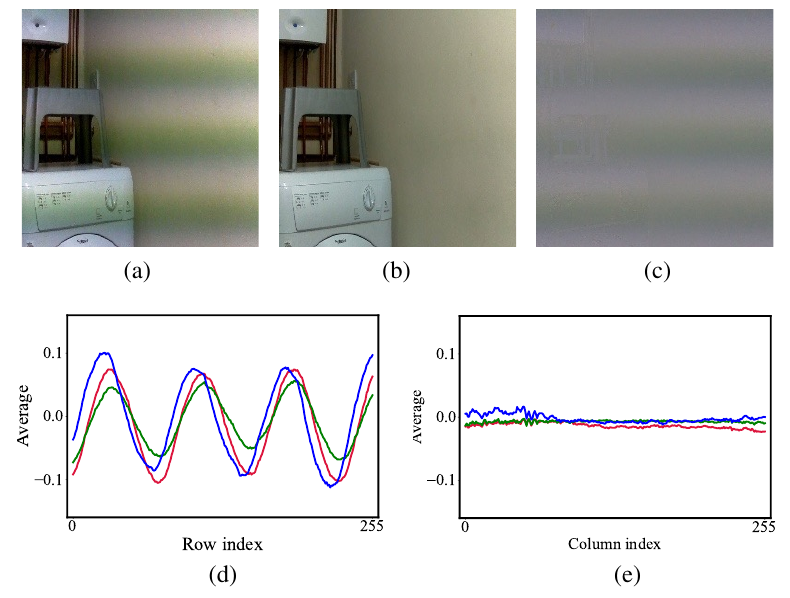 (a) (b) (c)
0.1
0.0
−0.1
Average
0 255
Row index
(d)
0.1
0.0
−0.1
Average
0 255
Column index
(e)